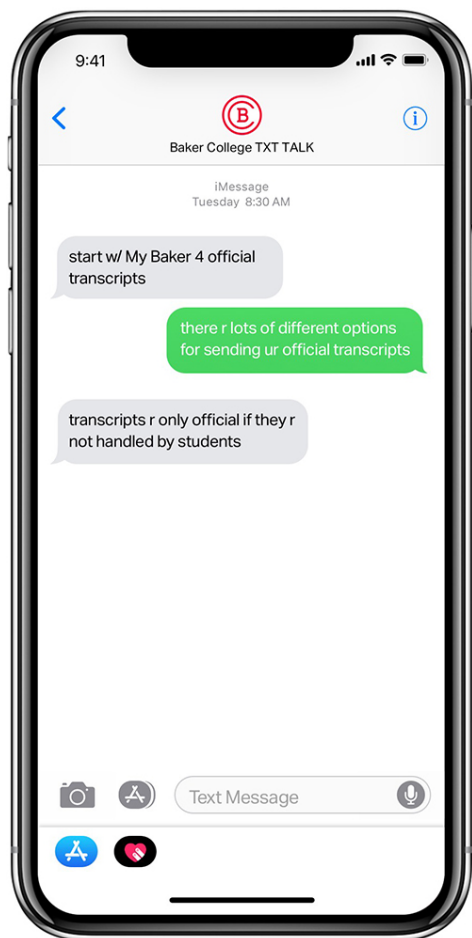 9:41
B
Baker College TXT TALK
iMessage
Tuesday 8:30 AM
start w/ My Baker 4 official
transcripts
there r lots of different options
for sending ur official transcripts
transcripts r only official if they r
not handled by students
Text Message